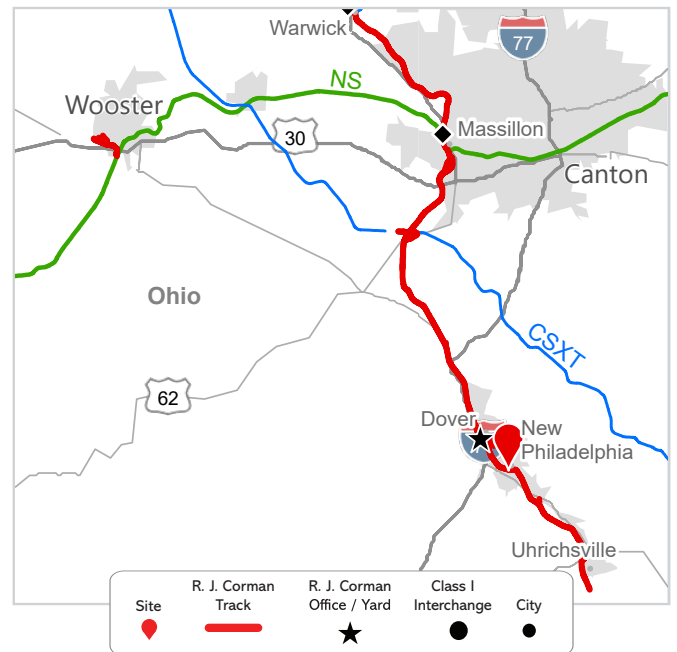 Warwick
77
NS
Wooster
Massillon
30
Canton
Ohio
CSXT
62
Dover
New
Philadelphia
Uhrichsville
Site
R. J. Corman
Track
R. J. Corman
Office / Yard
Class I
Interchange
City